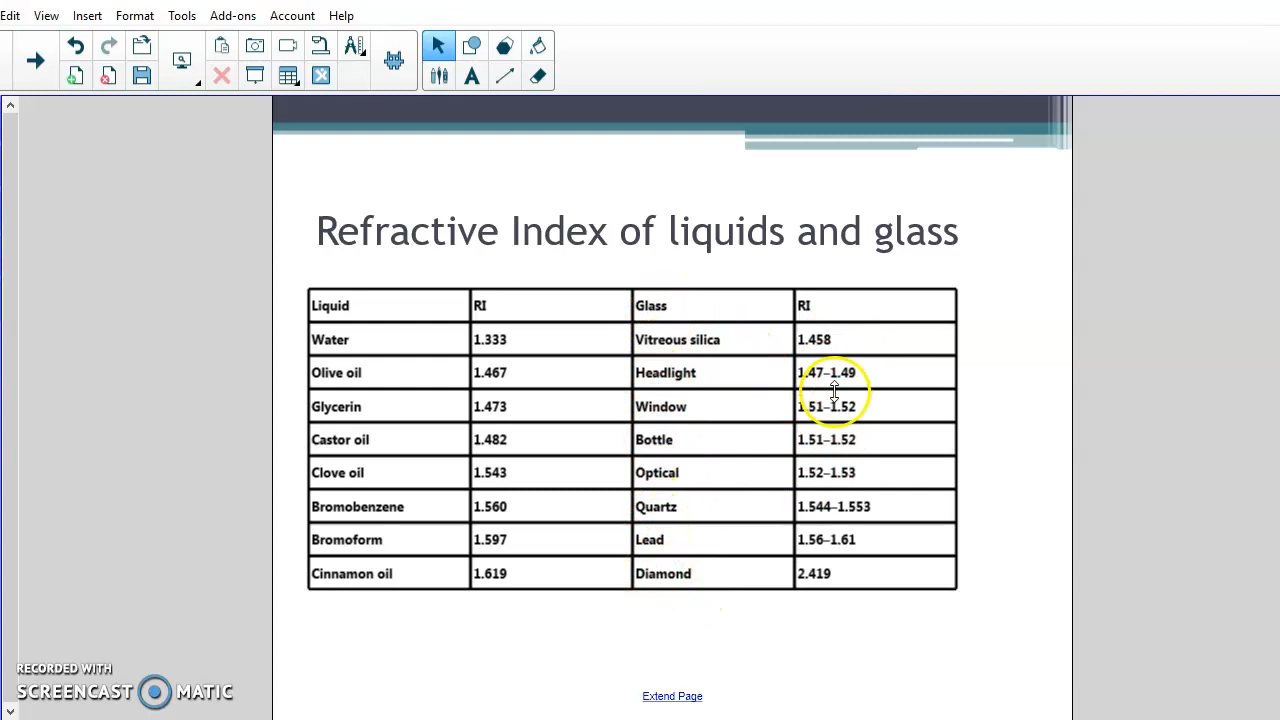 Edit View Insert Format Tools Add-ons Account Help
Refractive Index of liquids and glass
Liquid RI Glass RI
Water 1.333 Vitreous silica 1.458
Olive oil 1.467 Headlight 1.47–1.49
Glycerin 1.473 Window 1.51–1.52
Castor oil 1.482 Bottle 1.51–1.52
Clove oil 1.543 Optical 1.52–1.53
Bromobenzene 1.560 Quartz 1.544–1.553
Bromoform 1.597 Lead 1.56–1.61
Cinnamon oil 1.619 Diamond 2.419
RECORDED WITH
SCREENCAST MATIC
Extend Page